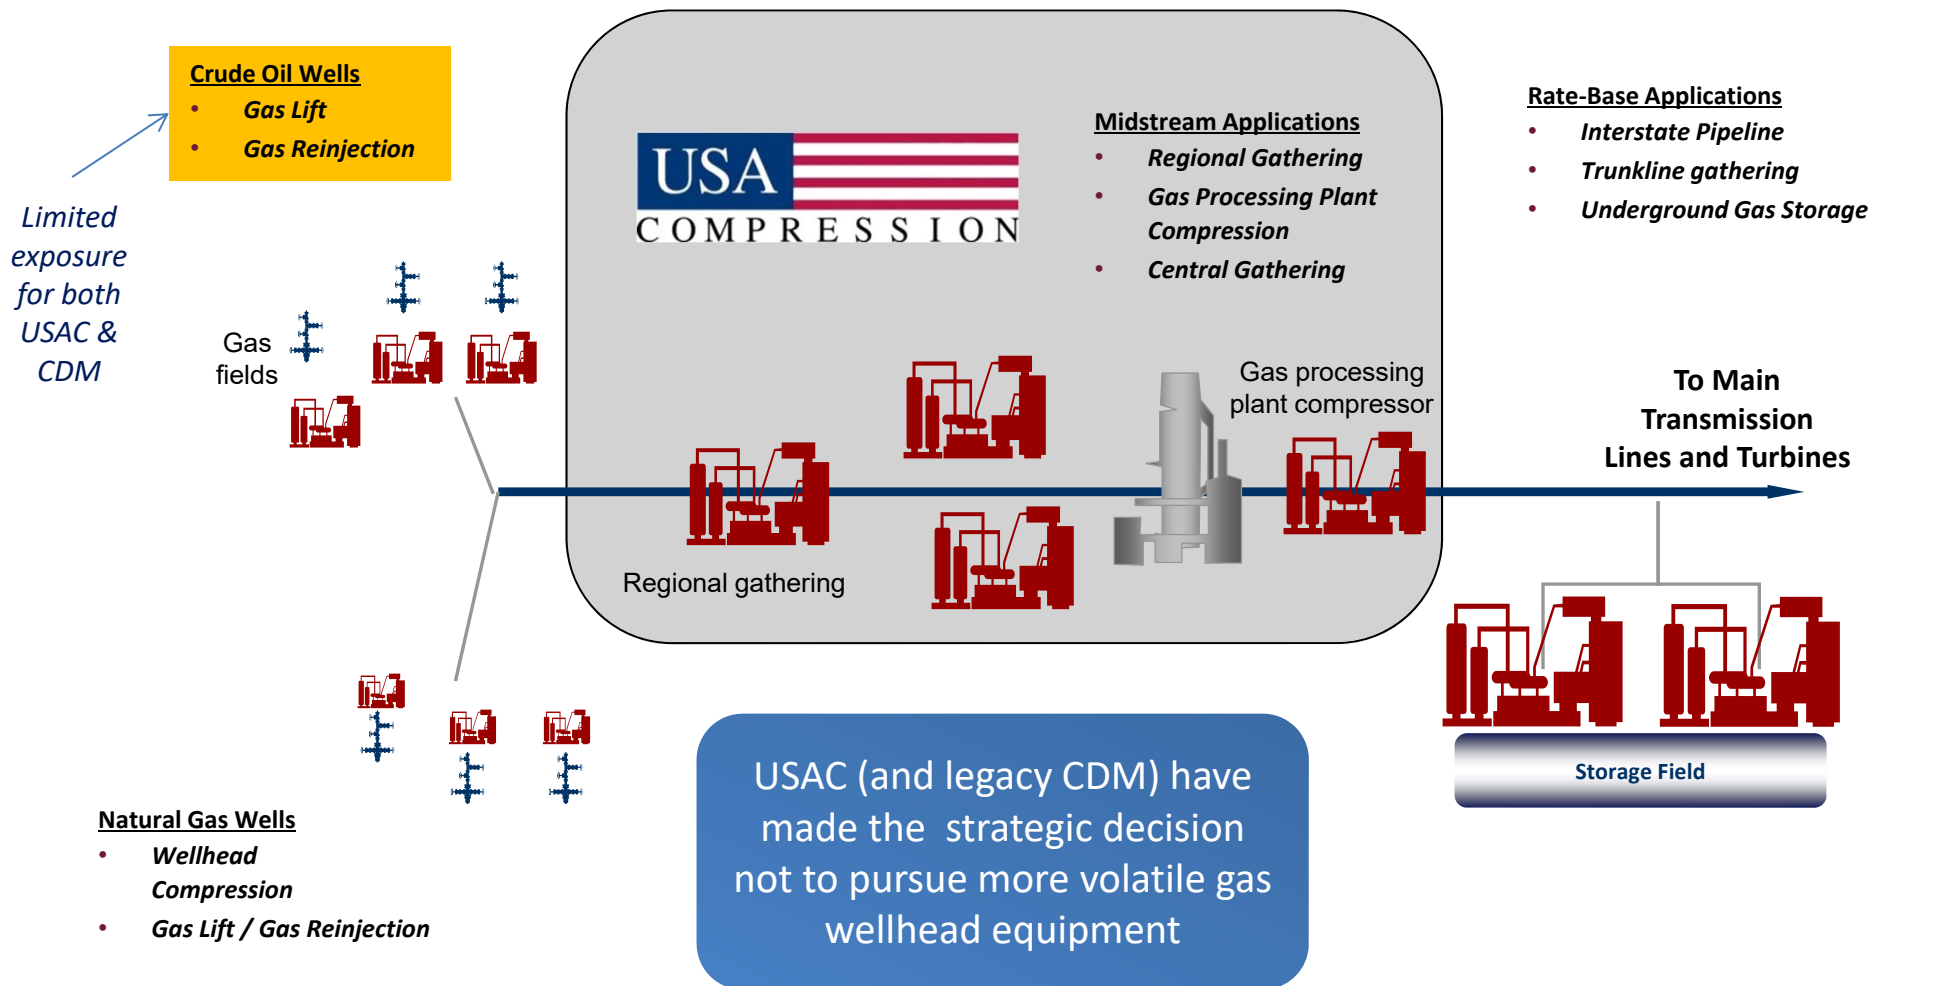 Crude Oil Wells
• Gas Lift
• Gas Reinjection
Limited
exposure
for both
USAC &
CDM
USA
COMPRESSION
Midstream Applications
• Regional Gathering
• Gas Processing Plant
Compression
• Central Gathering
Rate-Base Applications
• Interstate Pipeline
• Trunkline gathering
• Underground Gas Storage
Gas
fields
Gas processing
plant compressor
To Main
Transmission
Lines and Turbines
Regional gathering
Storage Field
Natural Gas Wells
• Wellhead
Compression
• Gas Lift / Gas Reinjection
USAC (and legacy CDM) have
made the strategic decision
not to pursue more volatile gas
wellhead equipment